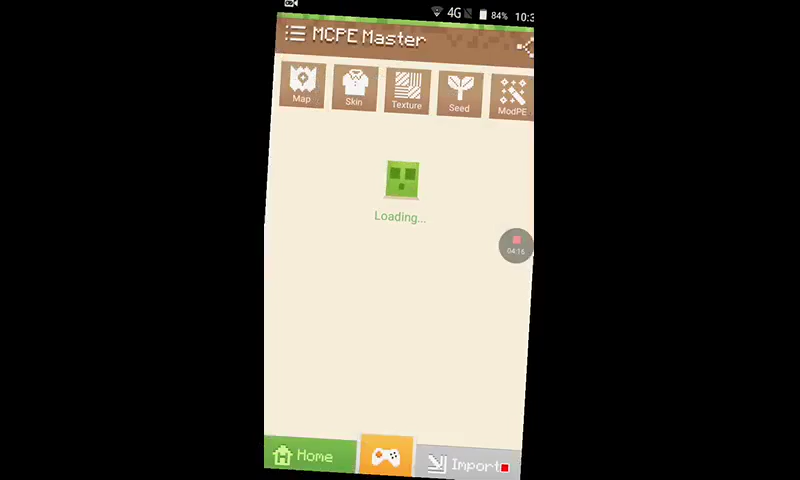 4G 84% 10:3
MCPE Master
Map Skin Texture Seed ModPE
Loading...
04:16
Home Import